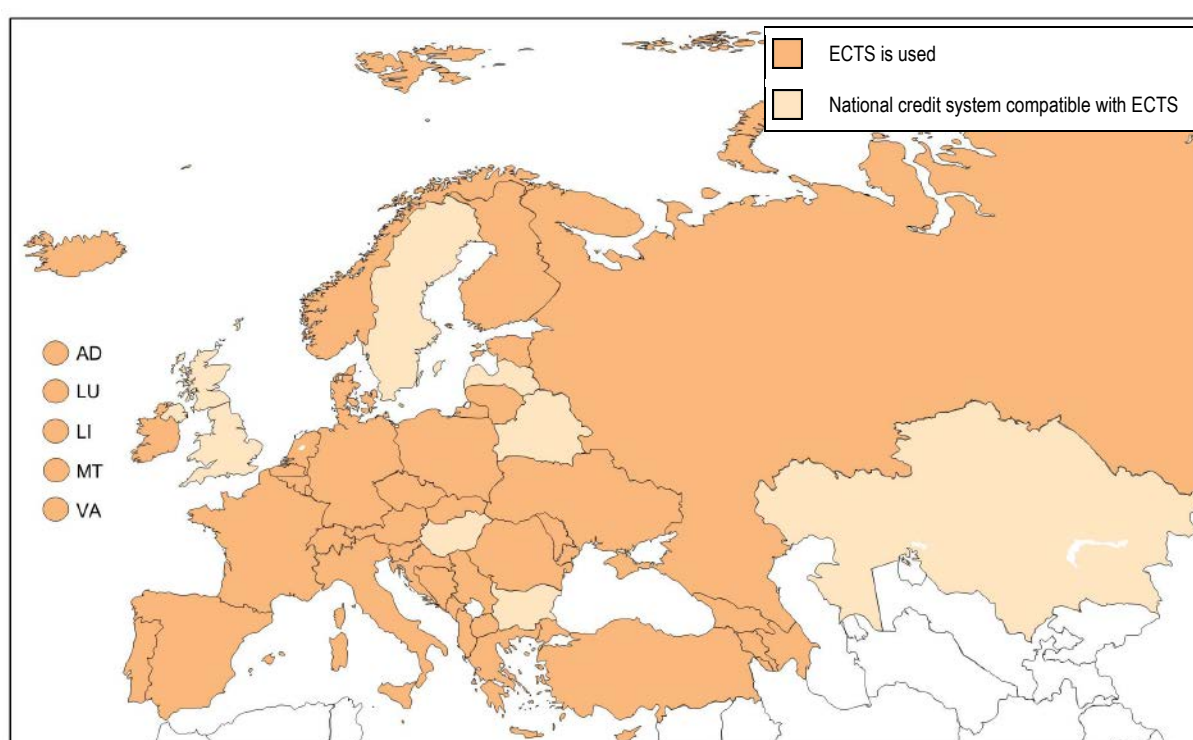 ECTS is used
National credit system compatible with ECTS
AD
LU
LI
MT
VA